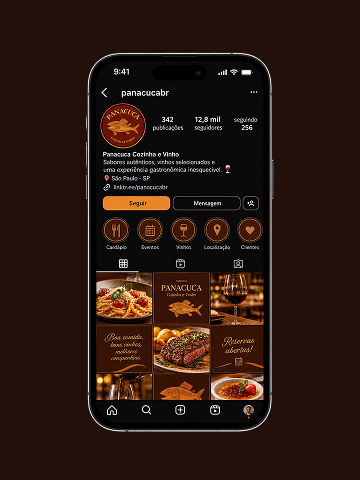 9:41
panacucabr
PANACUCA
342
publicações
12,8 mil
seguidores
seguindo
256
Panacuca Cozinha e Vinho
Sabores autênticos, vinhos selecionados e
uma experiência gastronômica inesquecível.
São Paulo - SP
linktr.ee/panacucabr
Seguir
Mensagem
Cardápio
Eventos
Vinhos
Localização
Clientes
PANACUCA
Cozinha e Vinho
Boa comida,
bons vinhos,
melhores
companhias.
Reservas
abertas!